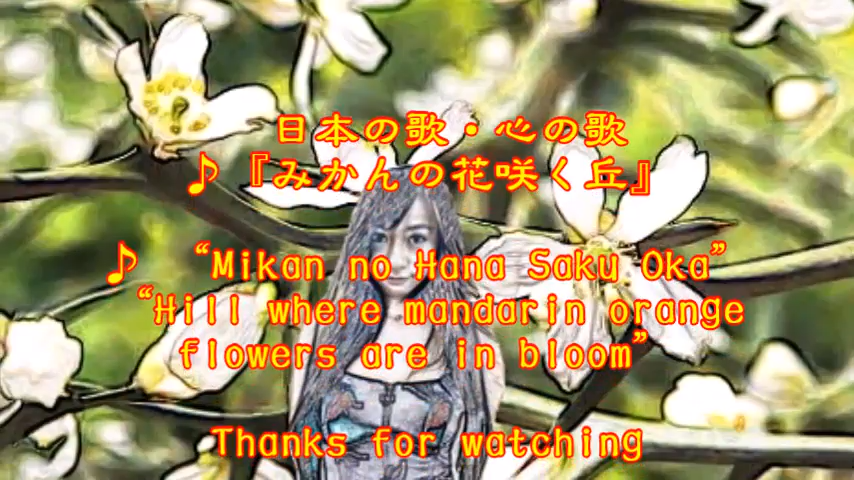 日本の歌・心の歌
♪『みかんの花咲く丘』
♪ “Mikan no Hana Saku Oka”
“Hill where mandarin orange
flowers are in bloom”
Thanks for watching